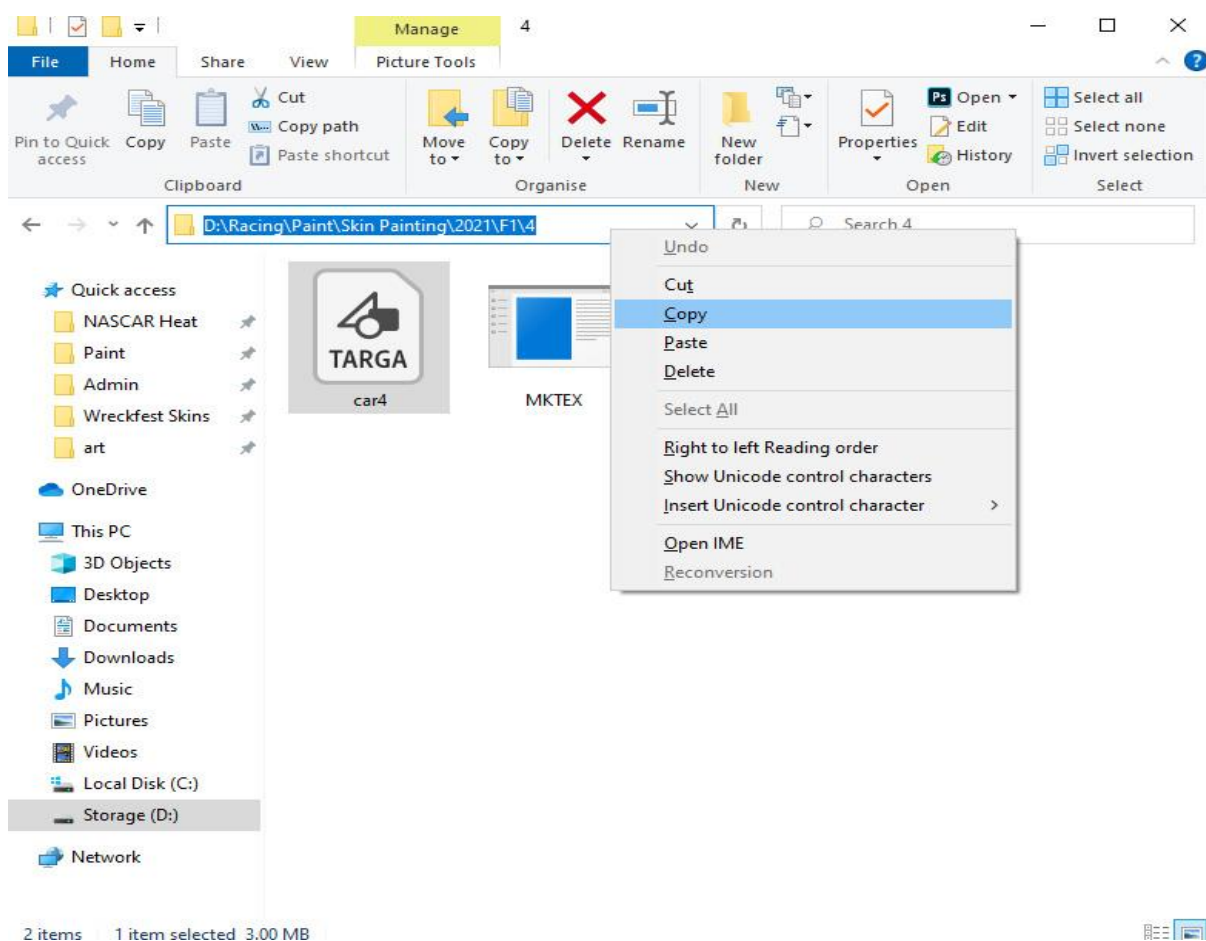 Manage 4
File Home Share View Picture Tools
Pin to Quick access
Copy
Paste
Cut
Copy path
Paste shortcut
Move to
Copy to
Delete
Rename
New folder
Properties
Ps Open
Edit
History
Select all
Select none
Invert selection
Clipboard Organise New Open Select
D:\Racing\Paint\Skin Painting\2021\F1\4
Search 4
Quick access
NASCAR Heat
Paint
Admin
Wreckfest Skins
art
OneDrive
This PC
3D Objects
Desktop
Documents
Downloads
Music
Pictures
Videos
Local Disk (C:)
Storage (D:)
Network
TARGA
car4
MKTEX
Undo
Cut
Copy
Paste
Delete
Select All
Right to left Reading order
Show Unicode control characters
Insert Unicode control character
Open IME
Reconversion
2 items 1 item selected 3.00 MB